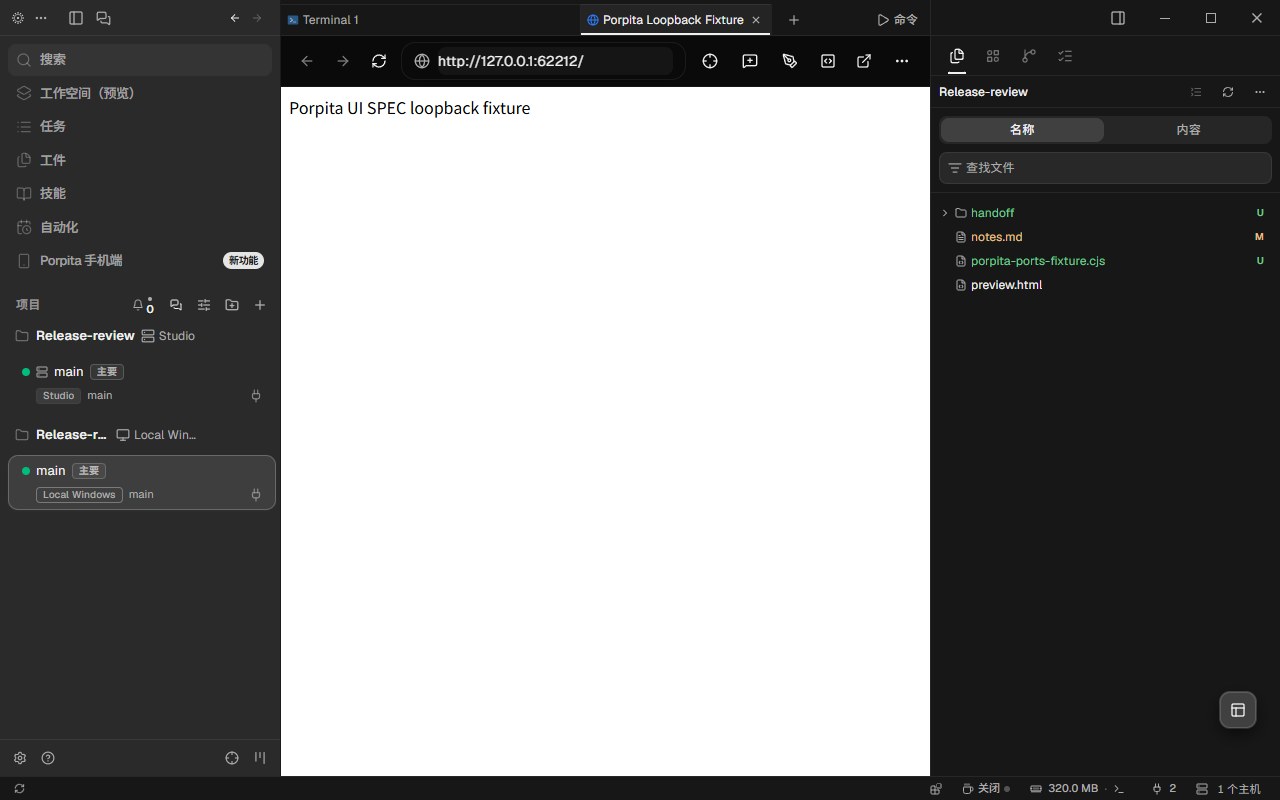 Terminal 1
Porpita Loopback Fixture
命令
搜索
工作空间（预览）
任务
工件
技能
自动化
Porpita 手机端
新功能
项目
0
Release-review
Studio
main
主要
Studio
main
Release-r...
Local Win...
main
主要
Local Windows
main
http://127.0.0.1:62212/
Porpita UI SPEC loopback fixture
Release-review
名称
内容
查找文件
handoff
U
notes.md
M
porpita-ports-fixture.cjs
U
preview.html
关闭
320.0 MB
2
1 个主机